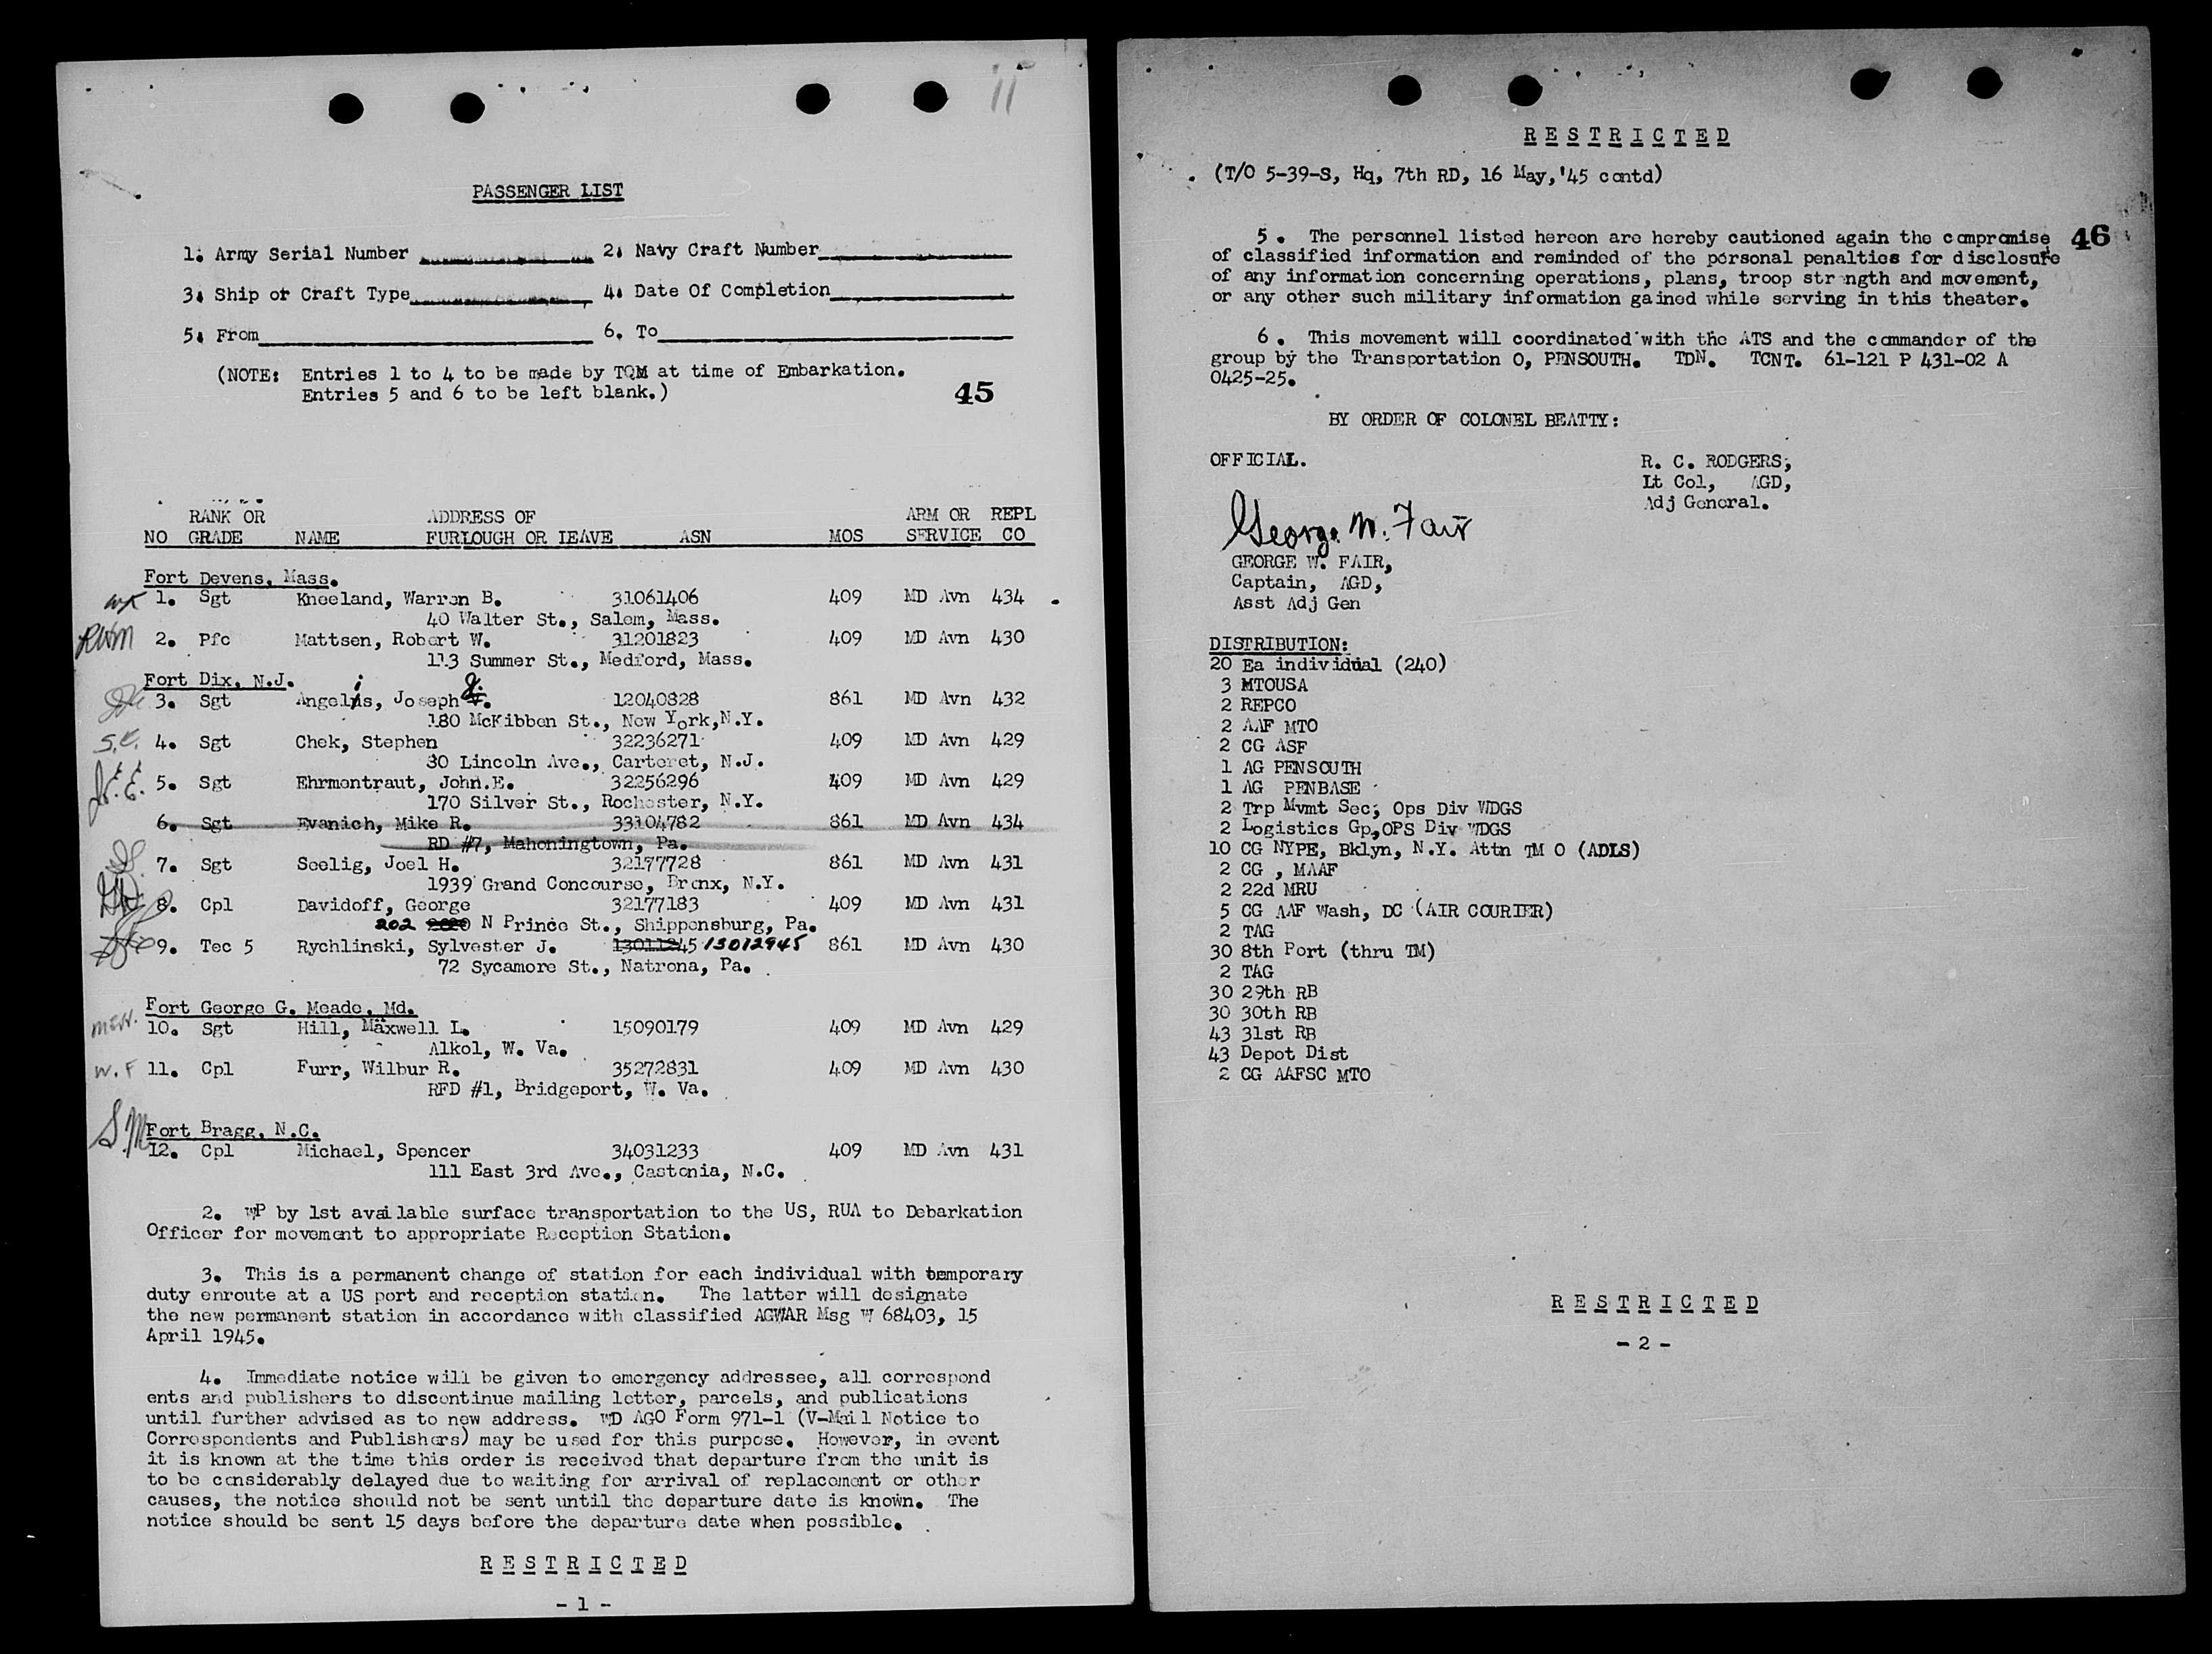 11
PASSENGER LIST
1. Army Serial Number 2. Navy Craft Number
3. Ship or Craft Type 4. Date Of Completion
5. From 6. To
(NOTE: Entries 1 to 4 to be made by TQM at time of Embarkation.
Entries 5 and 6 to be left blank.)
45
RANK OR ADDRESS OF ARM OR REPL
NO GRADE NAME FURLOUGH OR LEAVE ASN MOS SERVICE CO
Fort Devens, Mass.
WK 1. Sgt Kneeland, Warren B. 31061406 409 MD Avn 434
40 Walter St., Salem, Mass.
RWM 2. Pfc Mattsen, Robert W. 31201823 409 MD Avn 430
113 Summer St., Medford, Mass.
Fort Dix, N.J.
3. Sgt Angelis, Joseph J. 12040828 861 MD Avn 432
180 McKibben St., New York,N.Y.
S.C. 4. Sgt Chek, Stephen 32236271 409 MD Avn 429
30 Lincoln Ave., Carteret, N.J.
J.E. 5. Sgt Ehrmentraut, John.E. 32256296 409 MD Avn 429
170 Silver St., Rochester, N.Y.
6. Sgt Evanich, Mike R. 33104782 861 MD Avn 434
RD #7, Mahoningtown, Pa.
7. Sgt Seelig, Joel H. 32177728 861 MD Avn 431
1939 Grand Concourse, Bronx, N.Y.
8. Cpl Davidoff, George 32177183 409 MD Avn 431
202 N Prince St., Shippensburg, Pa.
9. Tec 5 Rychlinski, Sylvester J. 13011245 13012945 861 MD Avn 430
72 Sycamore St., Natrona, Pa.
Fort George G. Meade, Md.
10. Sgt Hill, Maxwell L. 15090179 409 MD Avn 429
Alkol, W. Va.
W.F 11. Cpl Furr, Wilbur R. 35272831 409 MD Avn 430
RFD #1, Bridgeport, W. Va.
S.M Fort Bragg, N.C.
12. Cpl Michael, Spencer 34031233 409 MD Avn 431
111 East 3rd Ave., Castonia, N.C.
2. WP by 1st available surface transportation to the US, RUA to Debarkation
Officer for movement to appropriate Reception Station.
3. This is a permanent change of station for each individual with temporary
duty enroute at a US port and reception station. The latter will designate
the new permanent station in accordance with classified AGWAR Msg W 68403, 15
April 1945.
4. Immediate notice will be given to emergency addressee, all correspond
ents and publishers to discontinue mailing letter, parcels, and publications
until further advised as to new address. WD AGO Form 971-1 (V-Mail Notice to
Correspondents and Publishers) may be used for this purpose. However, in event
it is known at the time this order is received that departure from the unit is
to be considerably delayed due to waiting for arrival of replacement or other
causes, the notice should not be sent until the departure date is known. The
notice should be sent 15 days before the departure date when possible.
RESTRICTED
- 1 -
RESTRICTED
(T/O 5-39-S, Hq, 7th RD, 16 May,'45 contd)
5. The personnel listed hereon are hereby cautioned again the compromise 46
of classified information and reminded of the personal penalties for disclosure
of any information concerning operations, plans, troop str ngth and movement,
or any other such military information gained while serving in this theater.
6. This movement will coordinated with the ATS and the commander of the
group by the Transportation O, PENSOUTH. TDN. TCNT. 61-121 P 431-02 A
0425-25.
BY ORDER OF COLONEL BEATTY:
OFFICIAL. R. C. RODGERS,
Lt Col, AGD,
Adj General.
George W. Fair
GEORGE W. FAIR,
Captain, AGD,
Asst Adj Gen
DISTRIBUTION:
20 Ea individual (240)
3 MTOUSA
2 REPCO
2 AAF MTO
2 CG ASF
1 AG PENSOUTH
1 AG PENBASE
2 Trp Mvmt Sec, Ops Div WDGS
2 Logistics Gp,OPS Div WDGS
10 CG NYPE, Bklyn, N.Y. Attn TM O (ADLS)
2 CG , MAAF
2 22d MRU
5 CG AAF Wash, DC (AIR COURIER)
2 TAG
30 8th Port (thru TM)
2 TAG
30 29th RB
30 30th RB
43 31st RB
43 Depot Dist
2 CG AAFSC MTO
RESTRICTED
- 2 -